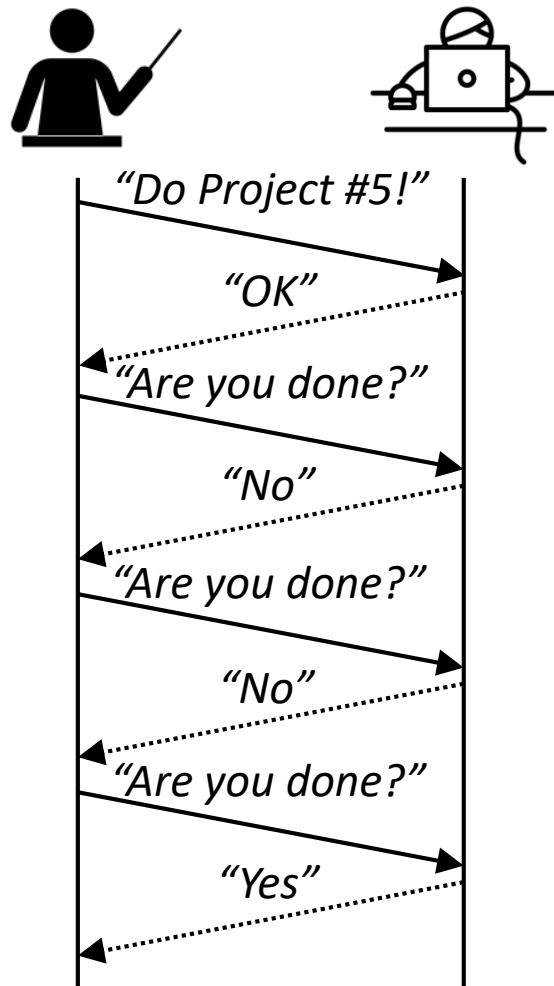 “Do Project #5!”
“OK”
“Are you done?”
“No”
“Are you done?”
“No”
“Are you done?”
“Yes”